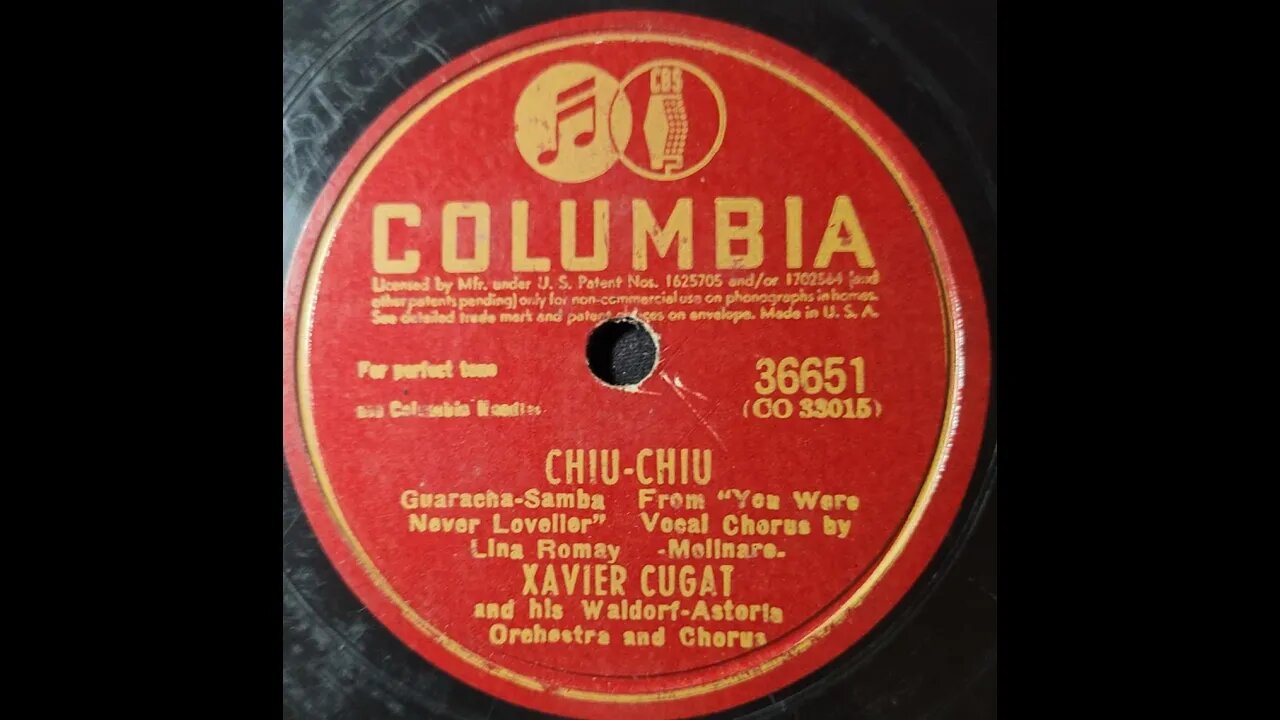 CBS
COLUMBIA
Licensed by Mfr. under U. S. Patent Nos. 1625705 and/or 1702564 (and
other patents pending) only for non-commercial use on phonographs in homes.
See detailed trade mark and patent notices on envelope. Made in U. S. A.
For perfect tone
use Columbia Needles
36651
(CO 33015)
CHIU-CHIU
Guaracha-Samba From "You Were
Never Lovelier" Vocal Chorus by
Lina Romay -Molinare-
XAVIER CUGAT
and his Waldorf-Astoria
Orchestra and Chorus